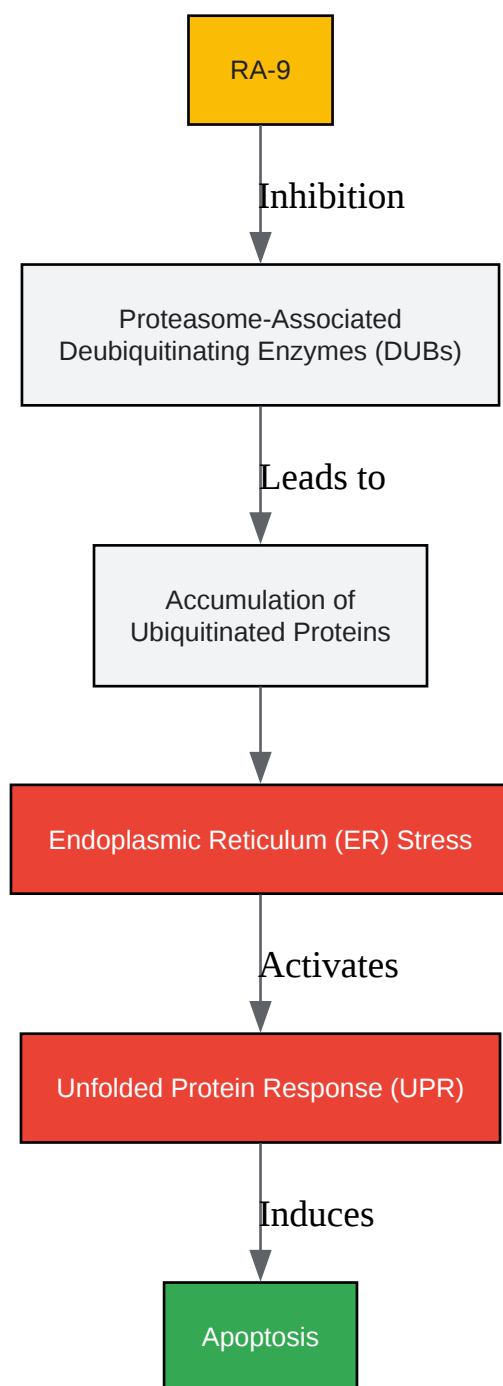 RA-9
Inhibition
Proteasome-Associated
Deubiquitinating Enzymes (DUBs)
Leads to
Accumulation of
Ubiquitinated Proteins
Endoplasmic Reticulum (ER) Stress
Activates
Unfolded Protein Response (UPR)
Induces
Apoptosis